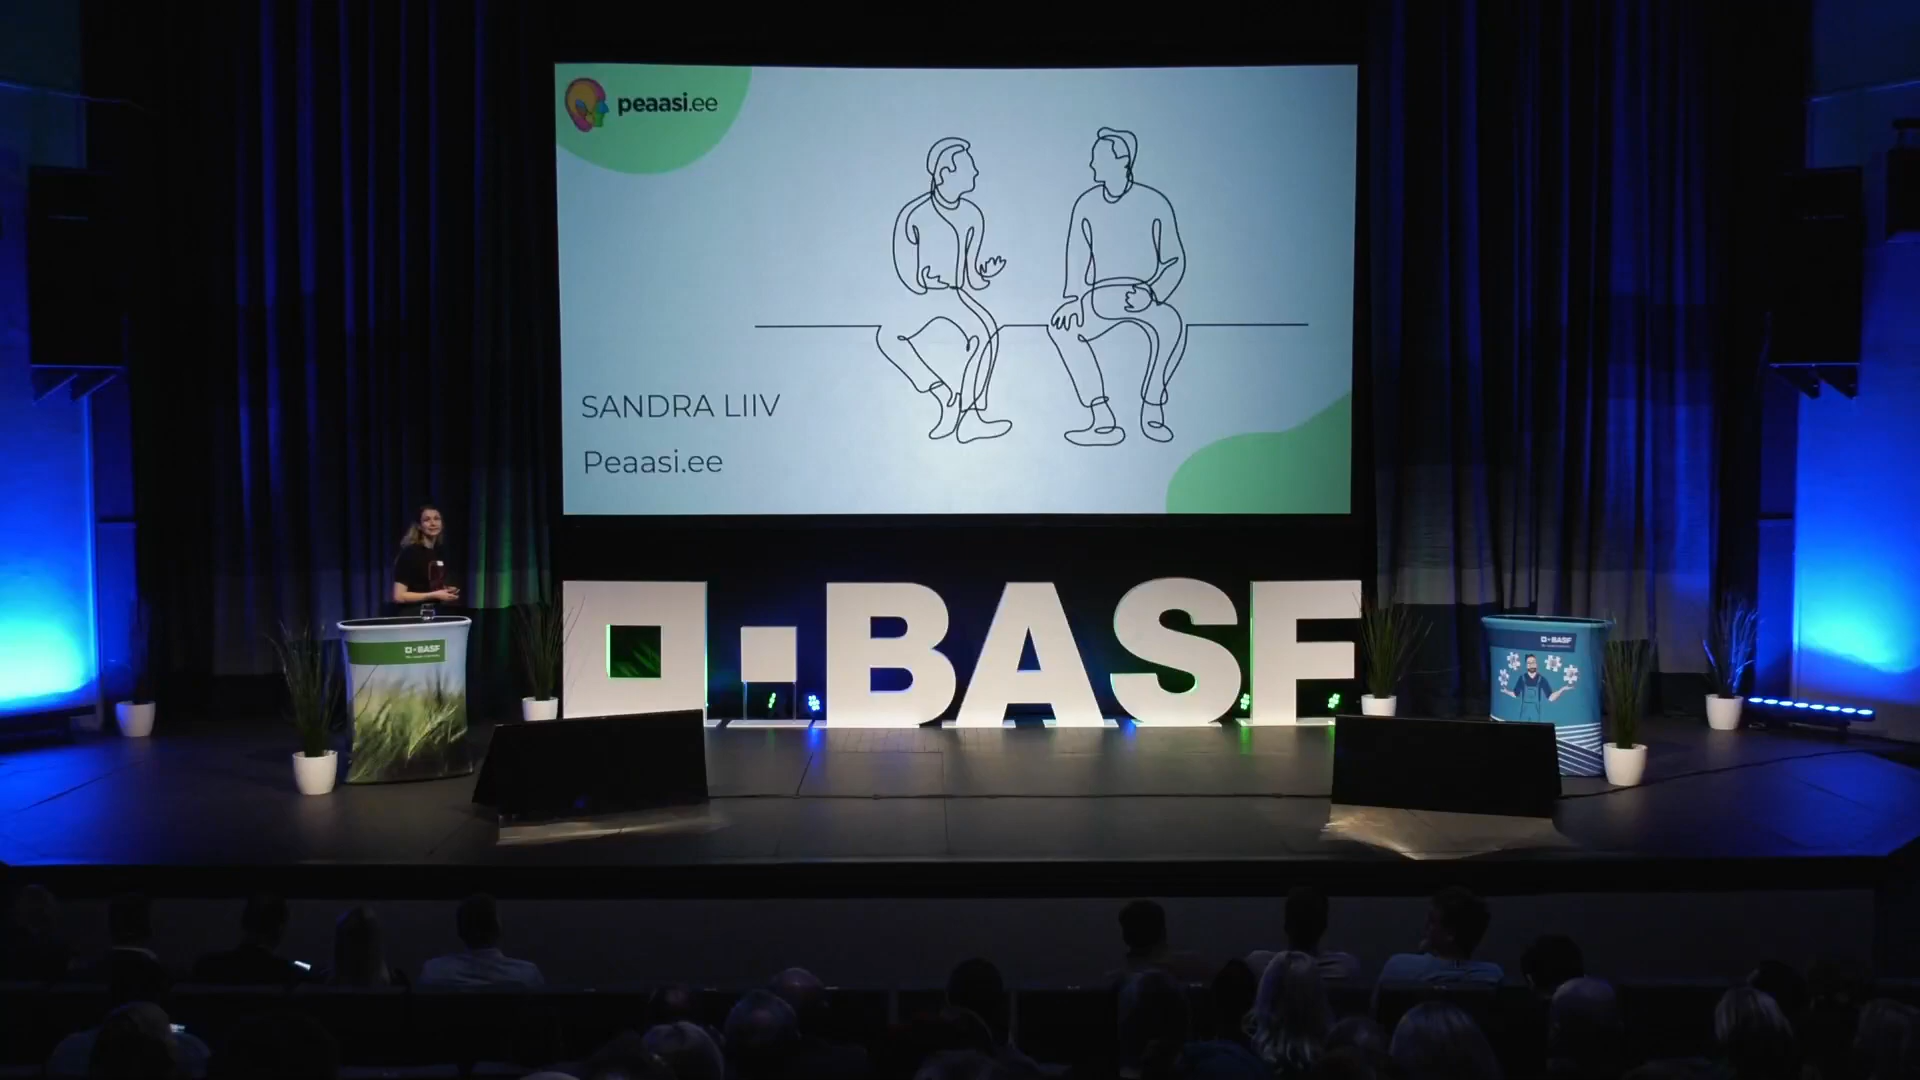 peaasi.ee
SANDRA LIIV
Peaasi.ee
BASF
BASF
BASF